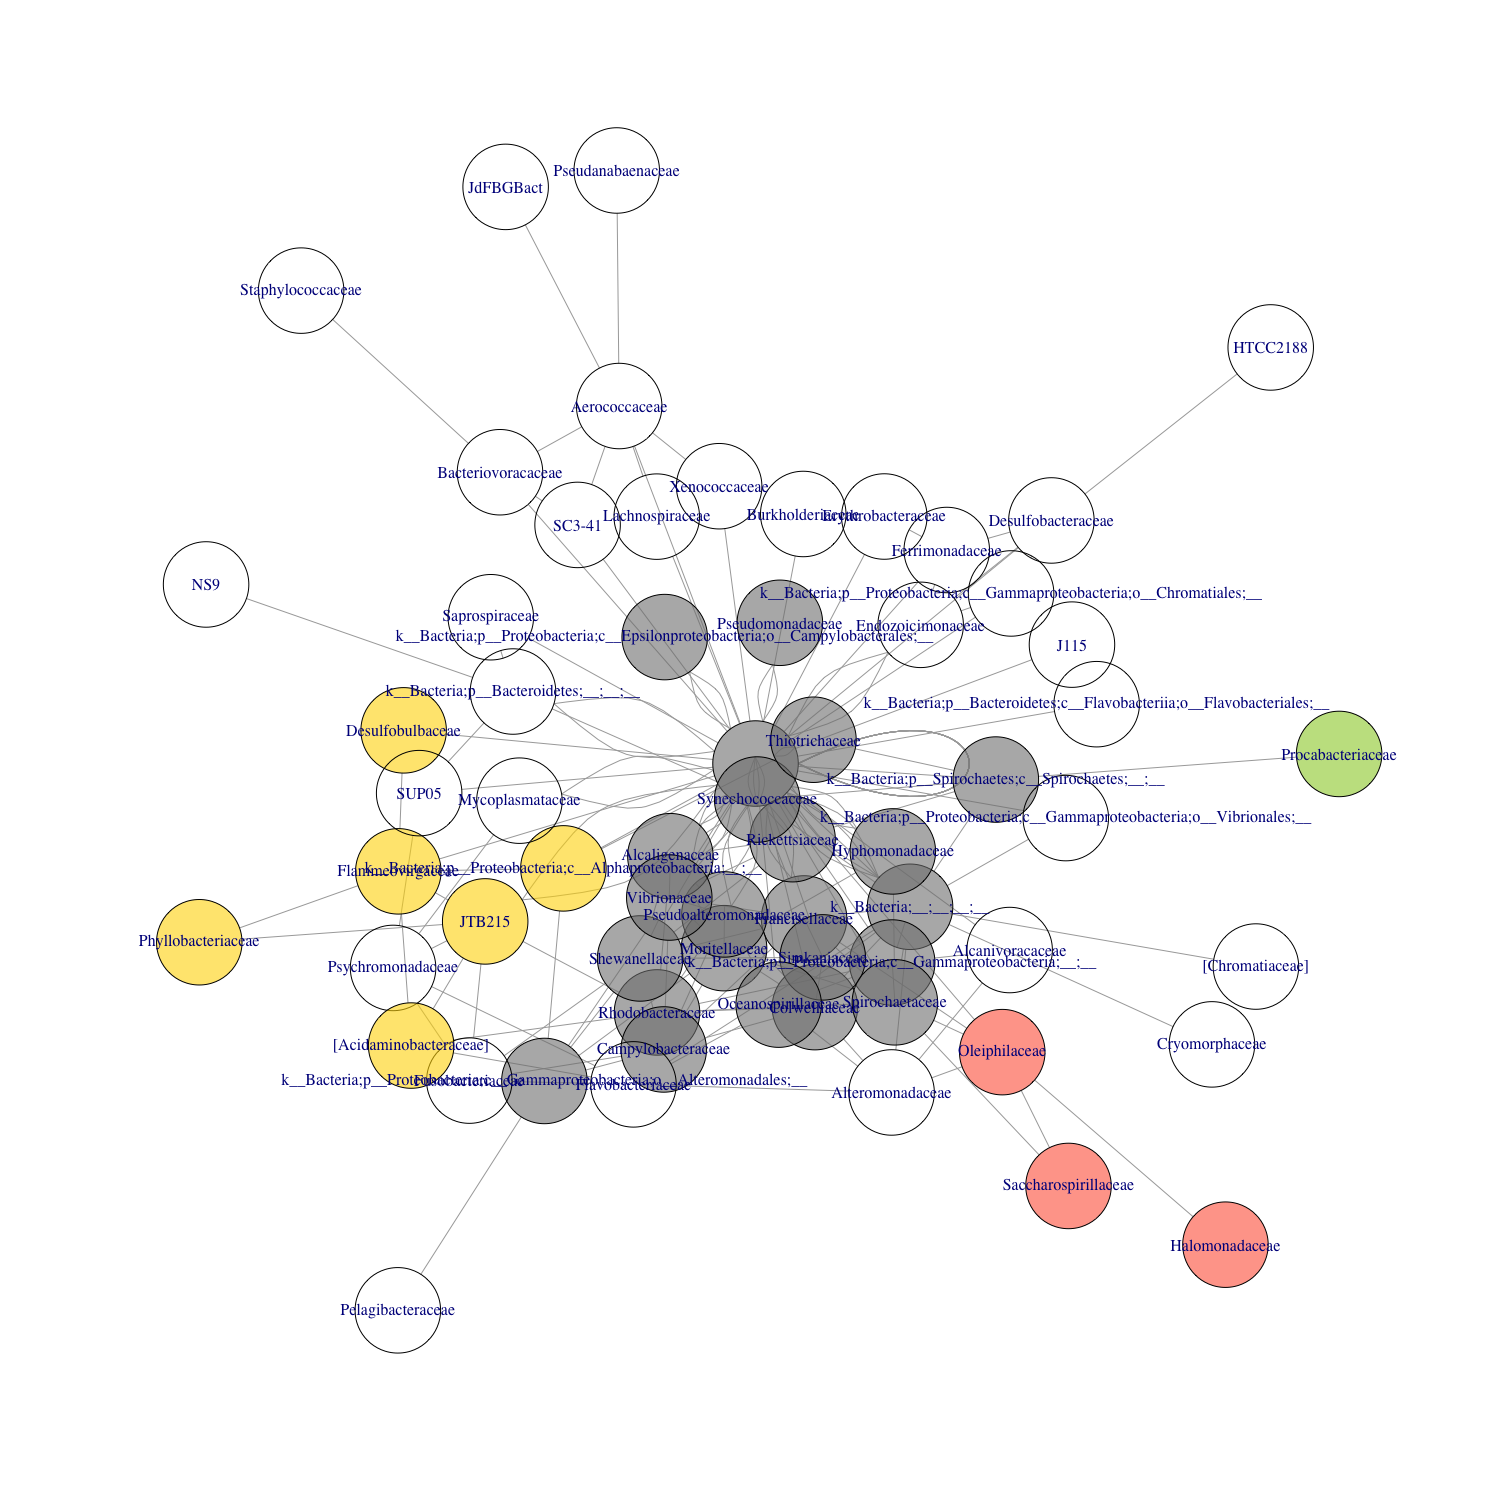 Pseudanabaenaceae
JdFBGBact
Staphylococcaceae
HTCC2188
Aerococcaceae
Bacteriovoracaceae
Xenococcaceae
SC3-41
Lachnospiraceae
Burkholderiaceae
Erythrobacteraceae
Desulfobacteraceae
Ferrimonadaceae
NS9
k__Bacteria;p__Proteobacteria;c__Gammaproteobacteria;o__Chromatiales;__
Saprospiraceae
Pseudomonadaceae
Endozoicimonaceae
k__Bacteria;p__Proteobacteria;c__Epsilonproteobacteria;o__Campylobacterales;__
J115
k__Bacteria;p__Bacteroidetes;__;__;__
k__Bacteria;p__Bacteroidetes;c__Flavobacteriia;o__Flavobacteriales;__
Desulfobulbaceae
Thiotrichaceae
Procabacteriaceae
k__Bacteria;p__Spirochaetes;c__Spirochaetes;__;__
SUP05
Mycoplasmataceae
Synechococcaceae
k__Bacteria;p__Proteobacteria;c__Gammaproteobacteria;o__Vibrionales;__
Rickettsiaceae
Alcaligenaceae
Hyphomonadaceae
Flammeovirgaceae
k__Bacteria;p__Proteobacteria;c__Alphaproteobacteria;__;__
Vibrionaceae
k__Bacteria;__;__;__;__
Pseudoalteromonadaceae
Francisellaceae
JTB215
Phyllobacteriaceae
Moritellaceae
Alcanivoracaceae
Shewanellaceae
Simkaniaceae
k__Bacteria;p__Proteobacteria;c__Gammaproteobacteria;__;__
Psychromonadaceae
[Chromatiaceae]
Oceanospirillaceae
Colwelliaceae
Spirochaetaceae
Rhodobacteraceae
[Acidaminobacteraceae]
Campylobacteraceae
Oleiphilaceae
Cryomorphaceae
k__Bacteria;p__Proteobacteria;c__Gammaproteobacteria;o__Alteromonadales;__
Fusobacteriaceae
Flavobacteriaceae
Alteromonadaceae
Saccharospirillaceae
Halomonadaceae
Pelagibacteraceae